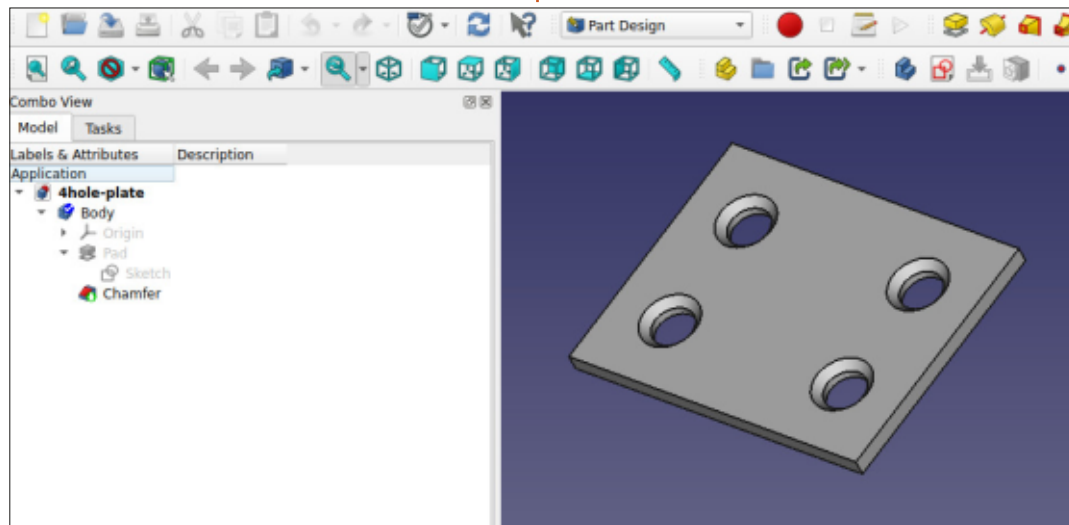 Part Design
Combo View
Model Tasks
Labels & Attributes Description
Application
4hole-plate
Body
Origin
Pad
Sketch
Chamfer